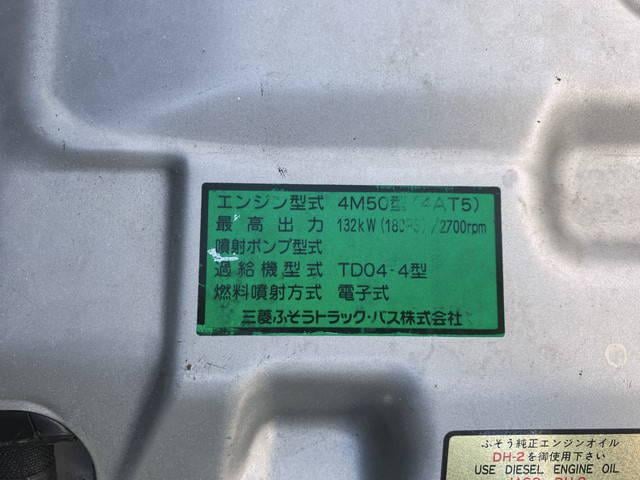 エンジン型式 4M50型(4AT5)
最高出力 132kW(180PS)/2700rpm
噴射ポンプ型式
過給機型式 TD04-4型
燃料噴射方式 電子式
三菱ふそうトラック・バス株式会社
ふそう純正エンジンオイル
DH-2を御使用下さい
USE DIESEL ENGINE OIL